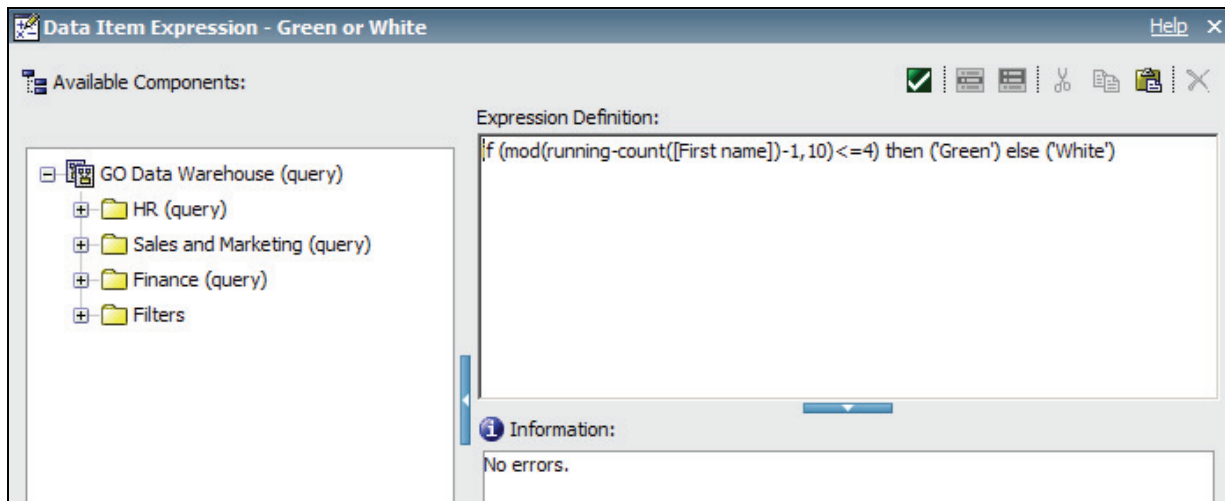 Data Item Expression - Green or White
Help
Available Components:
Expression Definition:
if (mod(running-count([First name])-1,10)<=4) then ('Green') else ('White')
GO Data Warehouse (query)
HR (query)
Sales and Marketing (query)
Finance (query)
Filters
Information:
No errors.